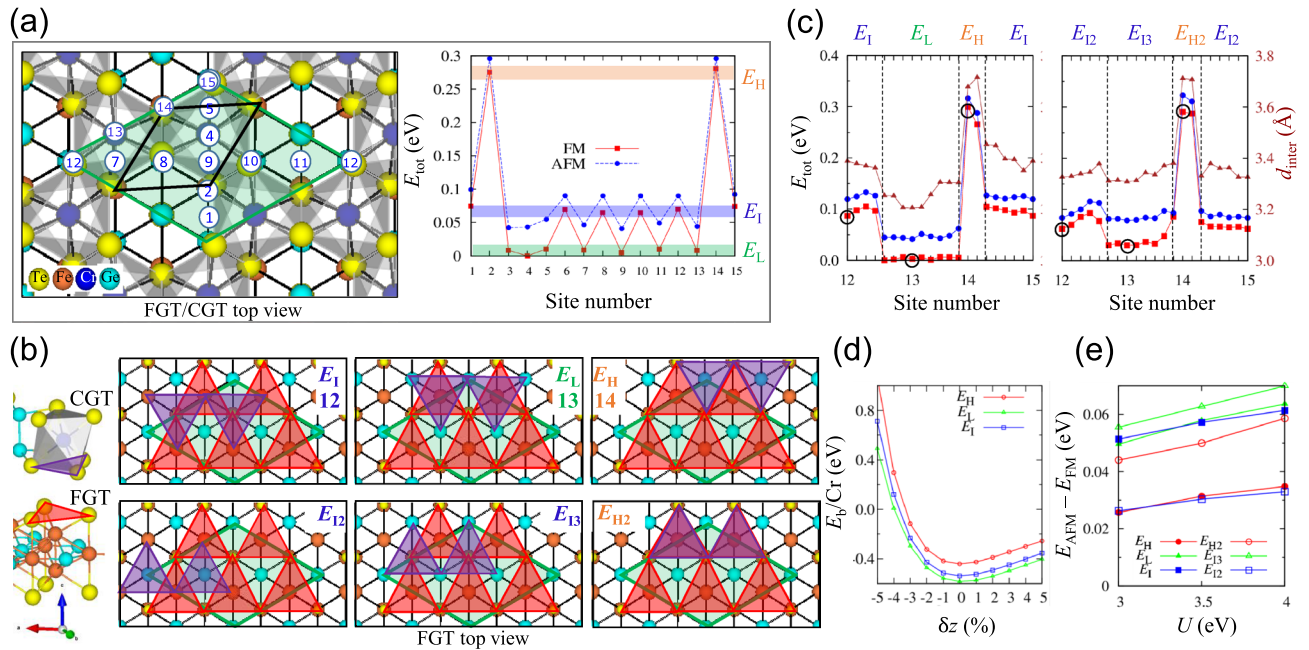 (a)
15
14
5
13
4
12
7
8
9
10
11
12
2
1
Te
Fe
Cr
Ge
FGT/CGT top view
E_tot (eV)
0.3
0.25
0.2
0.15
0.1
0.05
0
FM
AFM
E_H
E_I
E_L
1 2 3 4 5 6 7 8 9 10 11 12 13 14 15
Site number
(b)
CGT
FGT
c
a
b
E_I
12
E_L
13
E_H
14
E_I2
E_I3
E_H2
FGT top view
(c)
E_I E_L E_H E_I
E_I2 E_I3 E_H2 E_I2
E_tot (eV)
0.4
0.3
0.2
0.1
0.0
12 13 14 15
Site number
12 13 14 15
Site number
3.8
3.6
3.4
3.2
3.0
d_inter (Å)
(d)
E_b/Cr (eV)
0.8
0.4
0.0
-0.4
E_H
E_L
E_I
-5 -4 -3 -2 -1 0 1 2 3 4 5
δz (%)
(e)
E_AFM − E_FM (eV)
0.06
0.04
0.02
0
E_H E_H2
E_L E_I3
E_I E_I2
3 3.5 4
U (eV)